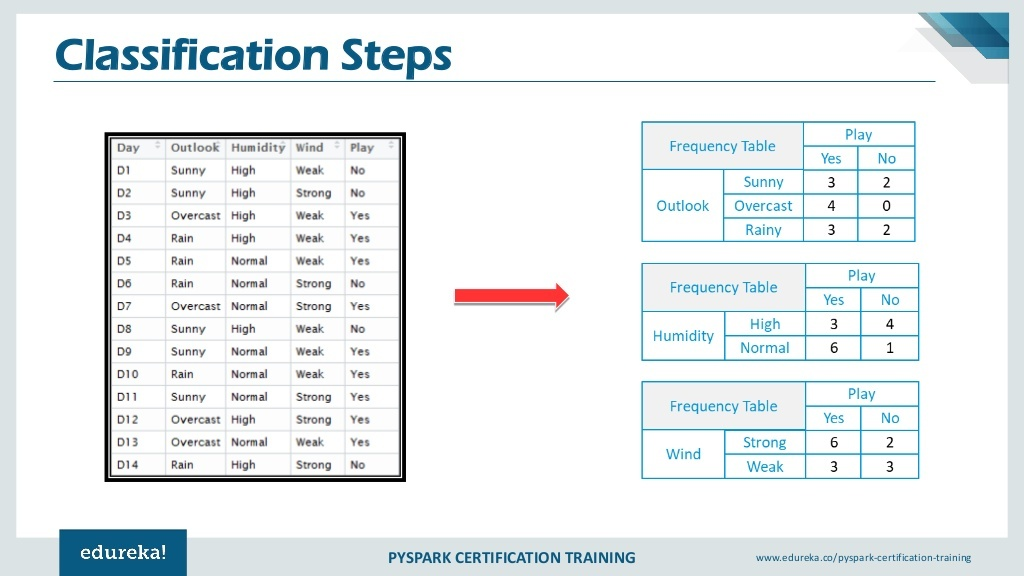 Classification Steps
Day Outlook Humidity Wind Play
D1 Sunny High Weak No
D2 Sunny High Strong No
D3 Overcast High Weak Yes
D4 Rain High Weak Yes
D5 Rain Normal Weak Yes
D6 Rain Normal Strong No
D7 Overcast Normal Strong Yes
D8 Sunny High Weak No
D9 Sunny Normal Weak Yes
D10 Rain Normal Weak Yes
D11 Sunny Normal Strong Yes
D12 Overcast High Strong Yes
D13 Overcast Normal Weak Yes
D14 Rain High Strong No
Frequency Table Play
Yes No
Outlook
Sunny 3 2
Overcast 4 0
Rainy 3 2
Frequency Table Play
Yes No
Humidity
High 3 4
Normal 6 1
Frequency Table Play
Yes No
Wind
Strong 6 2
Weak 3 3
edureka!
PYSPARK CERTIFICATION TRAINING
www.edureka.co/pyspark-certification-training